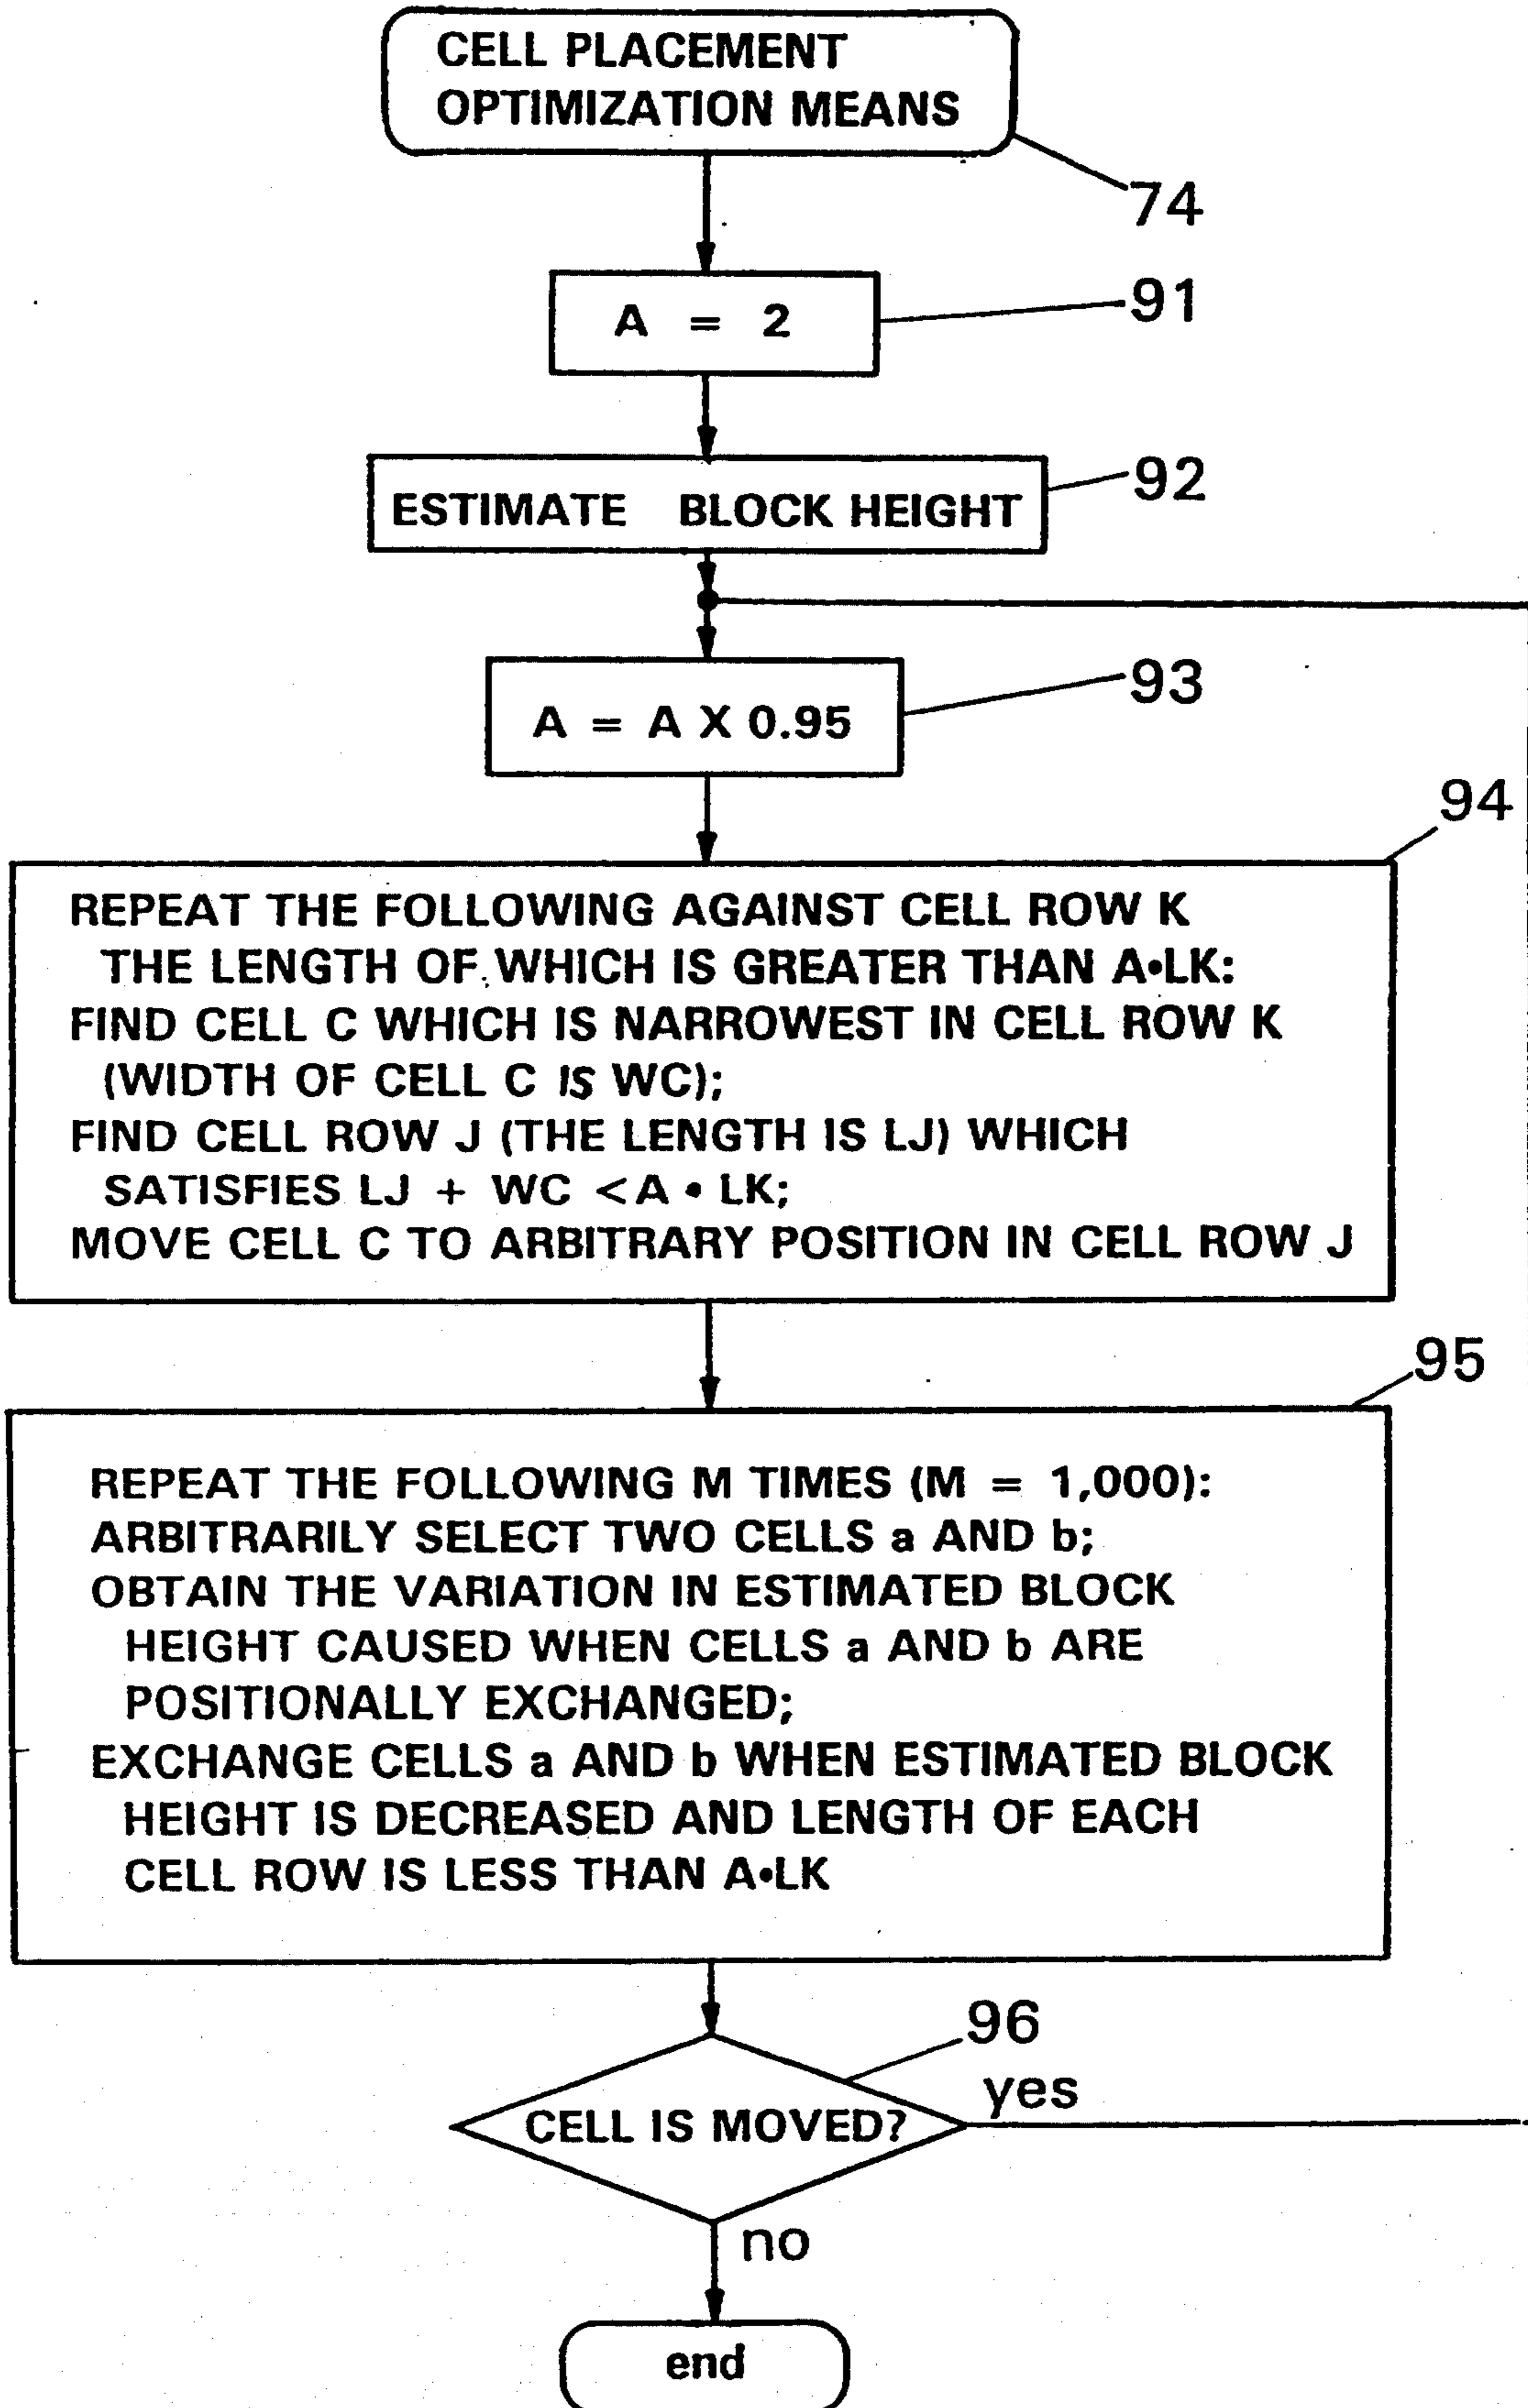 CELL PLACEMENT
OPTIMIZATION MEANS
74
A = 2
91
ESTIMATE BLOCK HEIGHT
92
A = A X 0.95
93
94
REPEAT THE FOLLOWING AGAINST CELL ROW K
THE LENGTH OF WHICH IS GREATER THAN A•LK:
FIND CELL C WHICH IS NARROWEST IN CELL ROW K
(WIDTH OF CELL C IS WC);
FIND CELL ROW J (THE LENGTH IS LJ) WHICH
SATISFIES LJ + WC < A • LK;
MOVE CELL C TO ARBITRARY POSITION IN CELL ROW J
95
REPEAT THE FOLLOWING M TIMES (M = 1,000):
ARBITRARILY SELECT TWO CELLS a AND b;
OBTAIN THE VARIATION IN ESTIMATED BLOCK
HEIGHT CAUSED WHEN CELLS a AND b ARE
POSITIONALLY EXCHANGED;
EXCHANGE CELLS a AND b WHEN ESTIMATED BLOCK
HEIGHT IS DECREASED AND LENGTH OF EACH
CELL ROW IS LESS THAN A•LK
96
yes
CELL IS MOVED?
no
end